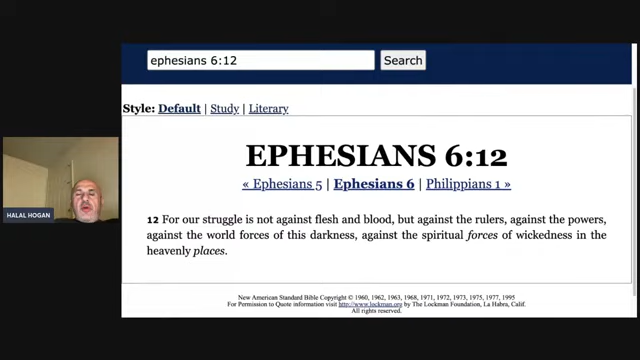 ephesians 6:12
Search
Style: Default | Study | Literary
EPHESIANS 6:12
« Ephesians 5 | Ephesians 6 | Philippians 1 »
12 For our struggle is not against flesh and blood, but against the rulers, against the powers,
against the world forces of this darkness, against the spiritual forces of wickedness in the
heavenly places.
HALAL HOGAN
New American Standard Bible Copyright © 1960, 1962, 1963, 1968, 1971, 1972, 1973, 1975, 1977, 1995
For Permission to Quote information visit http://www.lockman.org by The Lockman Foundation, La Habra, Calif.
All rights reserved.